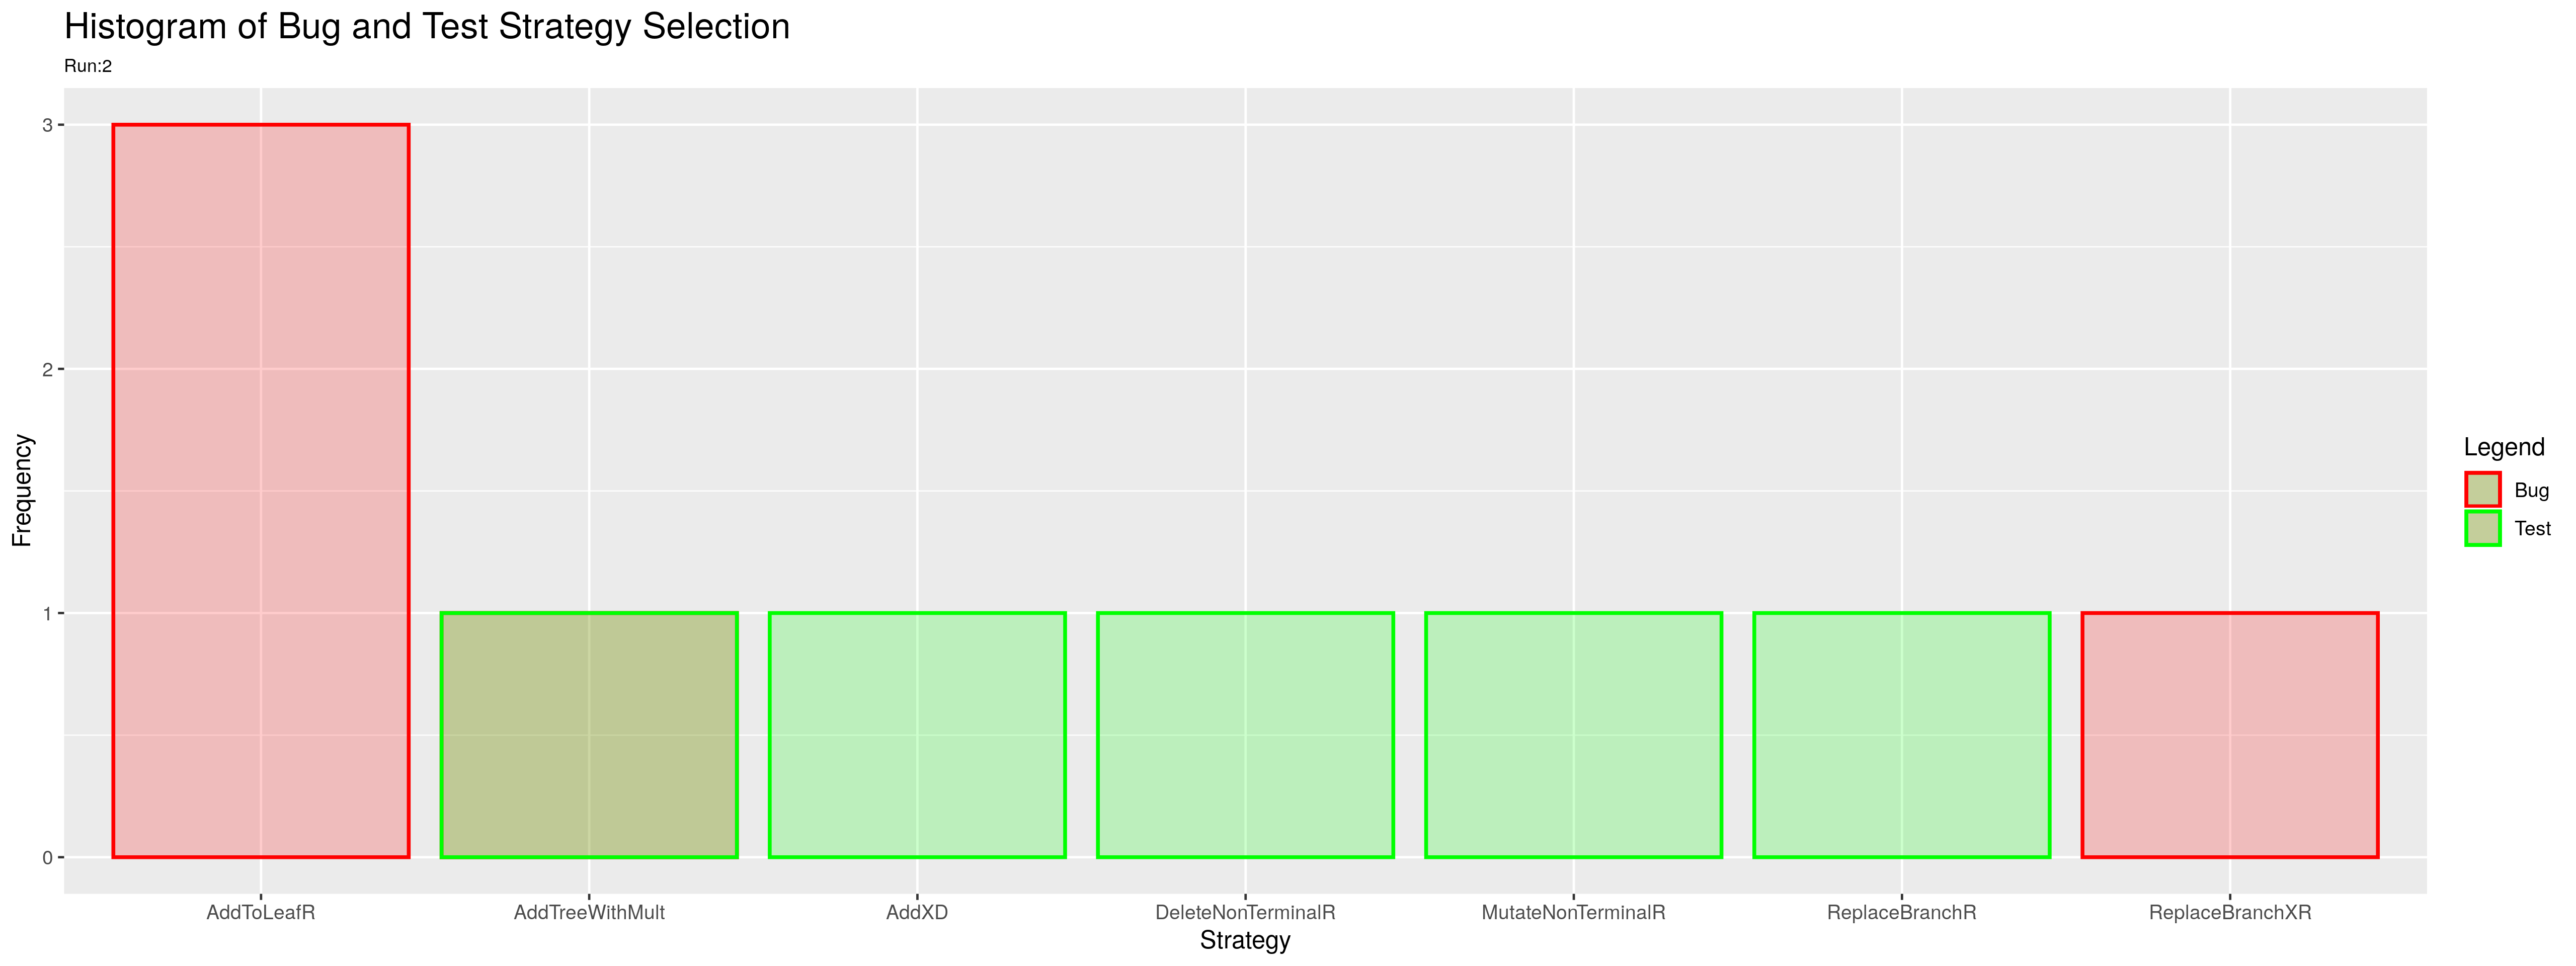 Histogram of Bug and Test Strategy Selection
Run:2
Frequency
3
2
1
0
AddToLeafR AddTreeWithMult AddXD DeleteNonTerminalR MutateNonTerminalR ReplaceBranchR ReplaceBranchXR
Strategy
Legend
Bug
Test